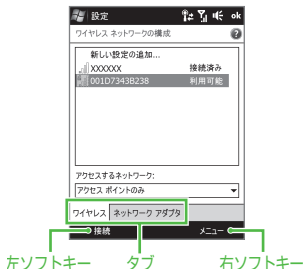 設定 ok
ワイヤレス ネットワークの構成
新しい設定の追加...
XXXXXX 接続済み
001D7343B238 利用可能
アクセスするネットワーク:
アクセス ポイントのみ
ワイヤレス ネットワーク アダプタ
接続 メニュー
左ソフトキー タブ 右ソフトキー